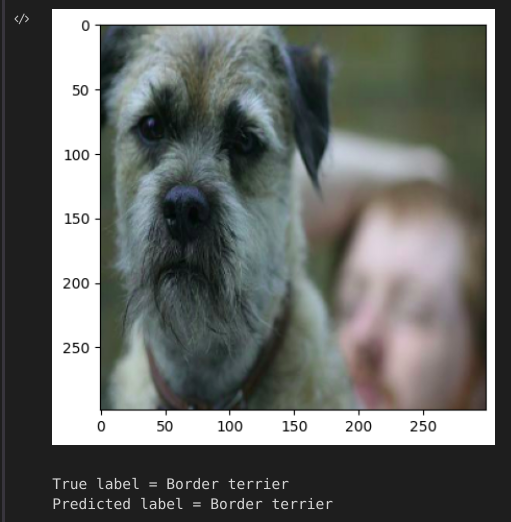 </>
0
50
100
150
200
250
0 50 100 150 200 250
True label = Border terrier
Predicted label = Border terrier